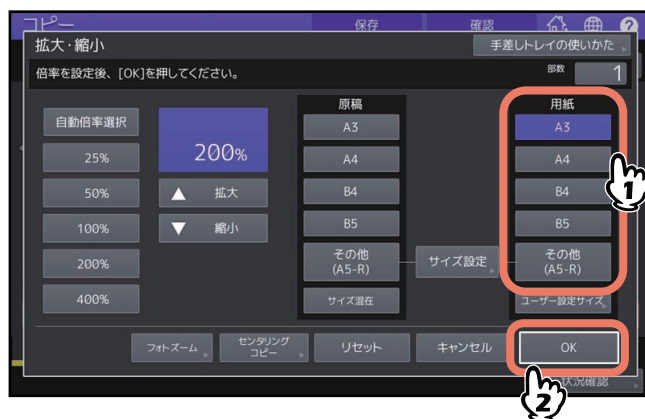 コピー
保存
確認
拡大・縮小
手差しトレイの使いかた
倍率を設定後、[OK]を押してください。
部数
1
自動倍率選択
25%
50%
100%
200%
400%
200%
拡大
縮小
原稿
A3
A4
B4
B5
その他
(A5-R)
サイズ混在
サイズ設定
用紙
A3
A4
B4
B5
その他
(A5-R)
ユーザー設定サイズ
1
フォトズーム
センタリング
コピー
リセット
キャンセル
OK
2
状況確認